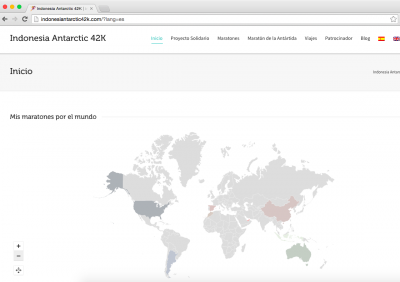 Indonesia Antarctic 42K | 
indonesiaantarctic42k.com/?lang=es
Indonesia Antarctic 42K
Inicio Proyecto Solidario Maratones Maratón de la Antártida Viajes Patrocinador Blog
Inicio
Indonesia Antarc
Mis maratones por el mundo